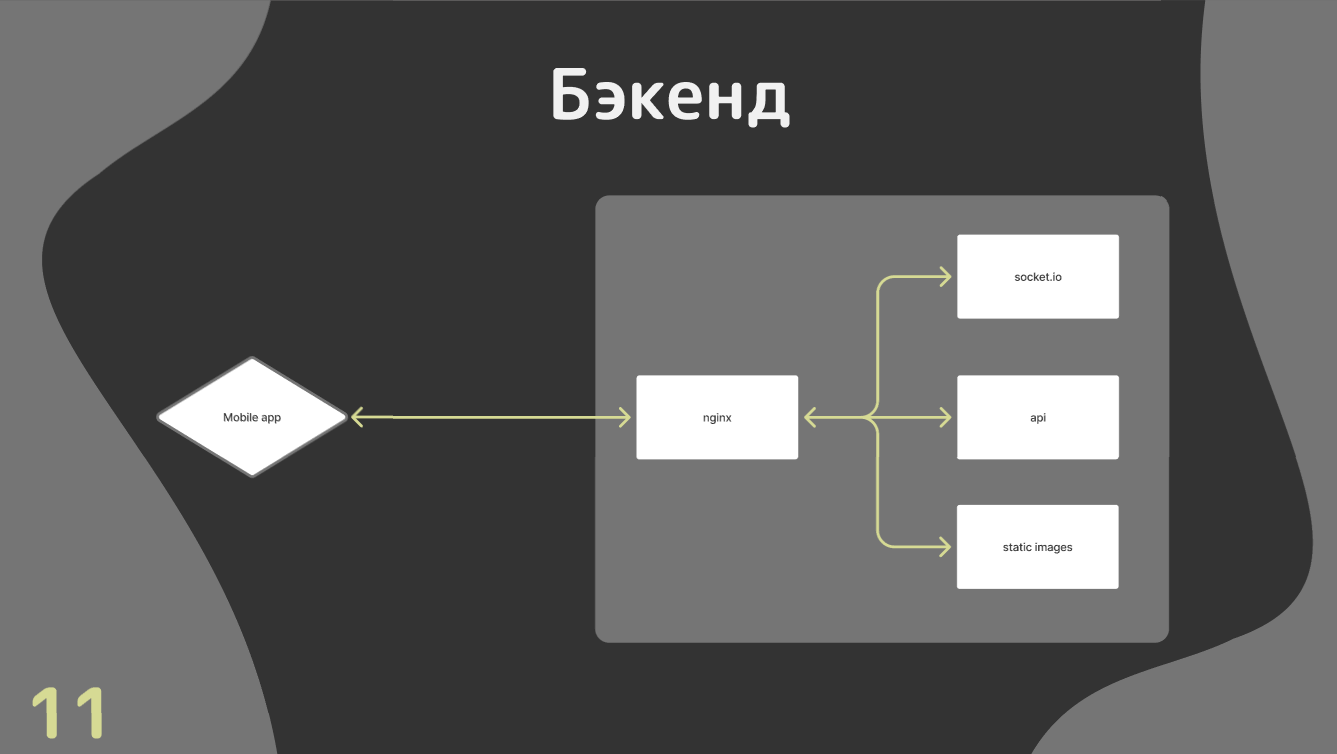 Бэкенд
socket.io
Mobile app
nginx
api
static images
11